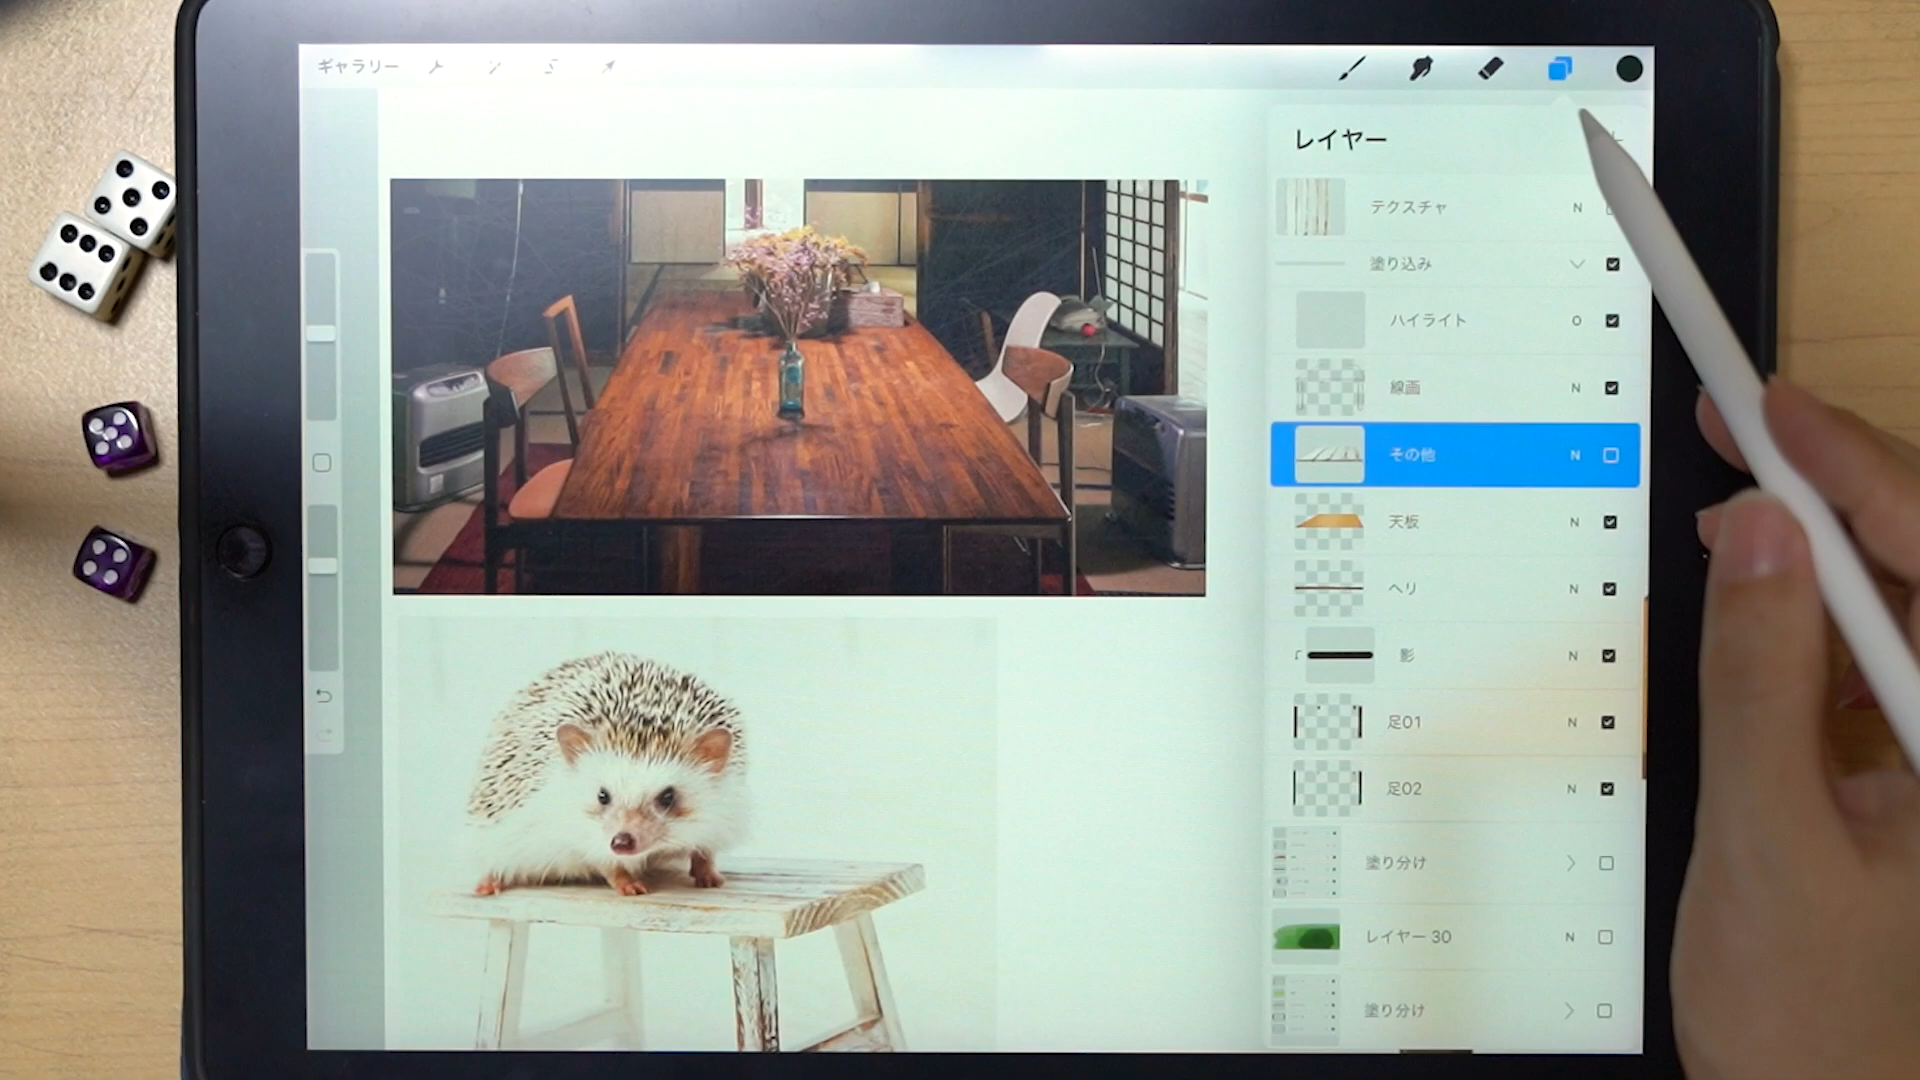 ギャラリー
レイヤー
テクスチャ N
塗り込み
ハイライト O
線画 N
その他 N
天板 N
ヘリ N
影 N
足01 N
足02 N
塗り分け
レイヤー 30 N
塗り分け